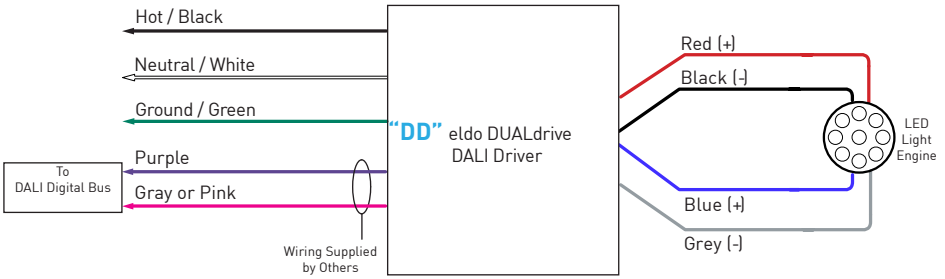 Hot / Black
Neutral / White
Ground / Green
Purple
Gray or Pink
To
DALI Digital Bus
Wiring Supplied
by Others
“DD” eldo DUALdrive
DALI Driver
Red (+)
Black (-)
Blue (+)
Grey (-)
LED
Light
Engine